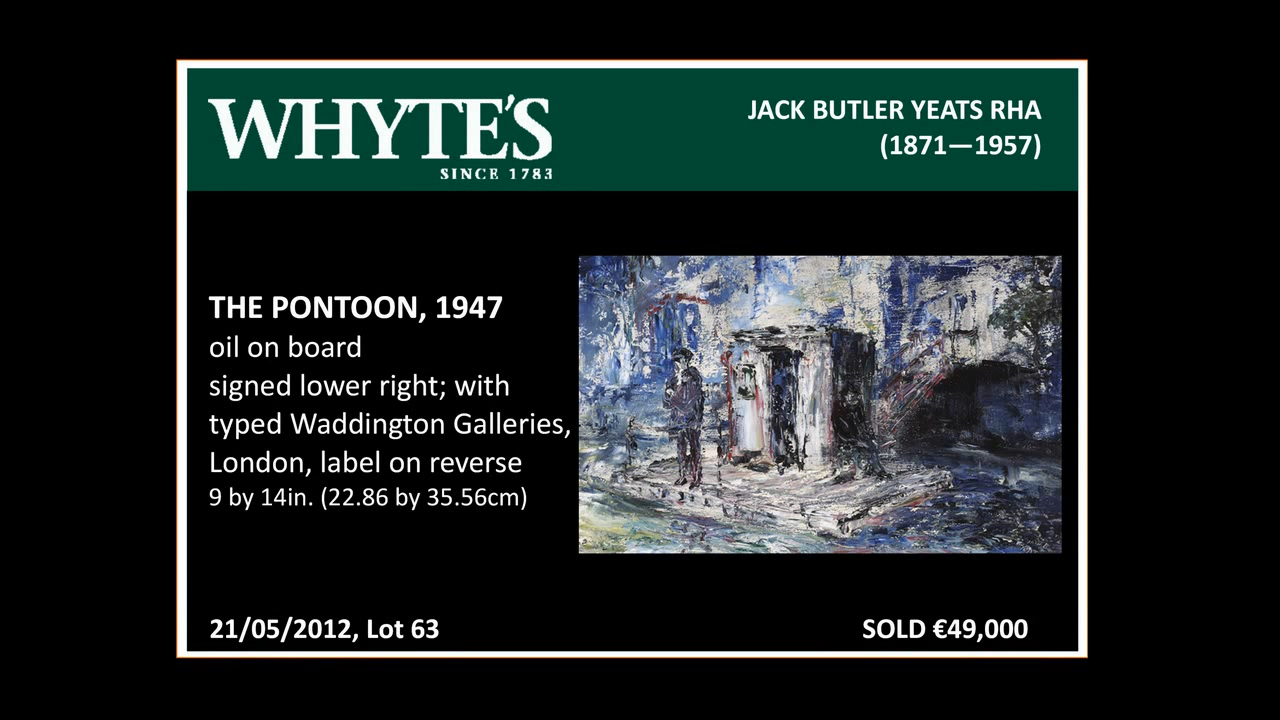 WHYTE'S
SINCE 1783
JACK BUTLER YEATS RHA
(1871—1957)
THE PONTOON, 1947
oil on board
signed lower right; with
typed Waddington Galleries,
London, label on reverse
9 by 14in. (22.86 by 35.56cm)
21/05/2012, Lot 63
SOLD €49,000